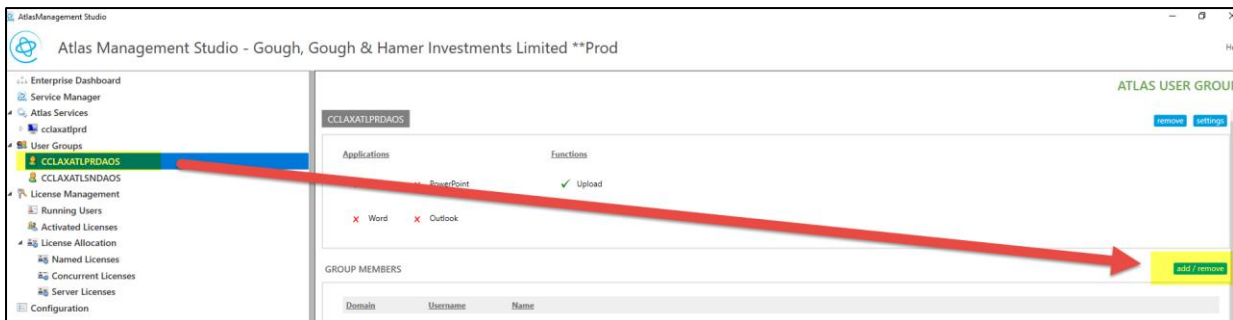 AtlasManagement Studio
Atlas Management Studio - Gough, Gough & Hamer Investments Limited **Prod
Enterprise Dashboard
Service Manager
Atlas Services
cclaxatlprd
User Groups
CCLAXATLPRDAOS
CCLAXATLSNDAOS
License Management
Running Users
Activated Licenses
License Allocation
Named Licenses
Concurrent Licenses
Server Licenses
Configuration
ATLAS USER GROU
CCLAXATLPRDAOS
remove settings
Applications Functions
PowerPoint Upload
Word Outlook
GROUP MEMBERS
add / remove
Domain Username Name